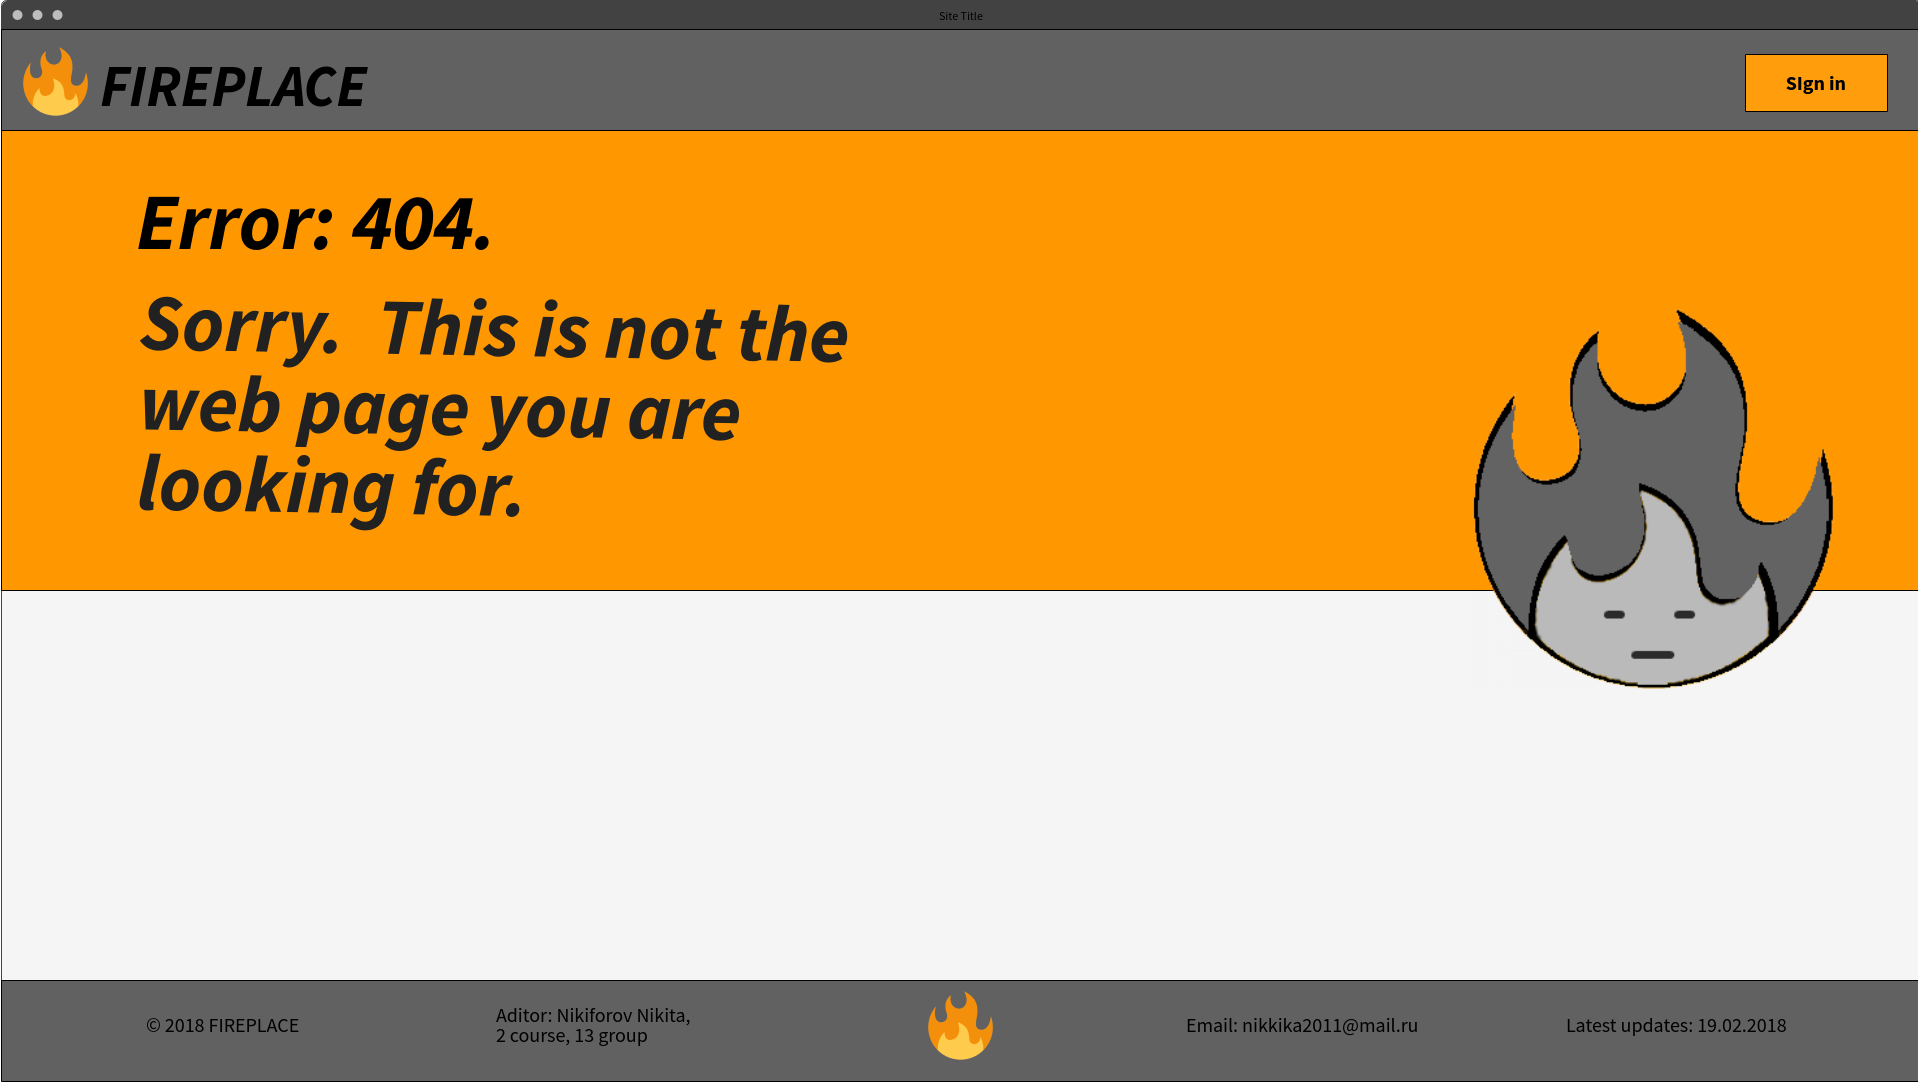 Site Title
FIREPLACE
SIgn in
Error: 404.
Sorry. This is not the
web page you are
looking for.
© 2018 FIREPLACE
Aditor: Nikiforov Nikita,
2 course, 13 group
Email: nikkika2011@mail.ru
Latest updates: 19.02.2018